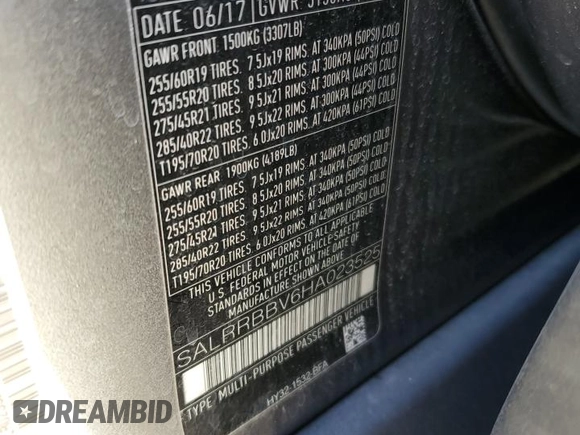 DATE 06/17 GVWR
GAWR FRONT 1500KG (3307LB)
255/60R19 TIRES, 7.5Jx19 RIMS, AT 340KPA (50PSI) COLD
255/55R20 TIRES, 8.5Jx20 RIMS, AT 300KPA (44PSI) COLD
275/45R21 TIRES, 9.5Jx21 RIMS, AT 300KPA (44PSI) COLD
285/40R22 TIRES, 9.5Jx22 RIMS, AT 300KPA (44PSI) COLD
T195/70R20 TIRES, 6.0Jx20 RIMS, AT 420KPA (61PSI) COLD
GAWR REAR 1900KG (4189LB)
255/60R19 TIRES, 7.5Jx19 RIMS, AT 340KPA (50PSI) COLD
255/55R20 TIRES, 8.5Jx20 RIMS, AT 340KPA (50PSI) COLD
275/45R21 TIRES, 9.5Jx21 RIMS, AT 340KPA (50PSI) COLD
285/40R22 TIRES, 9.5Jx22 RIMS, AT 340KPA (50PSI) COLD
T195/70R20 TIRES, 6.0Jx20 RIMS, AT 420KPA (61PSI) COLD
THIS VEHICLE CONFORMS TO ALL APPLICABLE
U.S. FEDERAL MOTOR VEHICLE SAFETY STANDARDS
IN EFFECT ON THE DATE OF MANUFACTURE
SALRRBBV6HA023525
TYPE: MULTI-PURPOSE PASSENGER VEHICLE
HY32-1532-BFA
DREAMBID